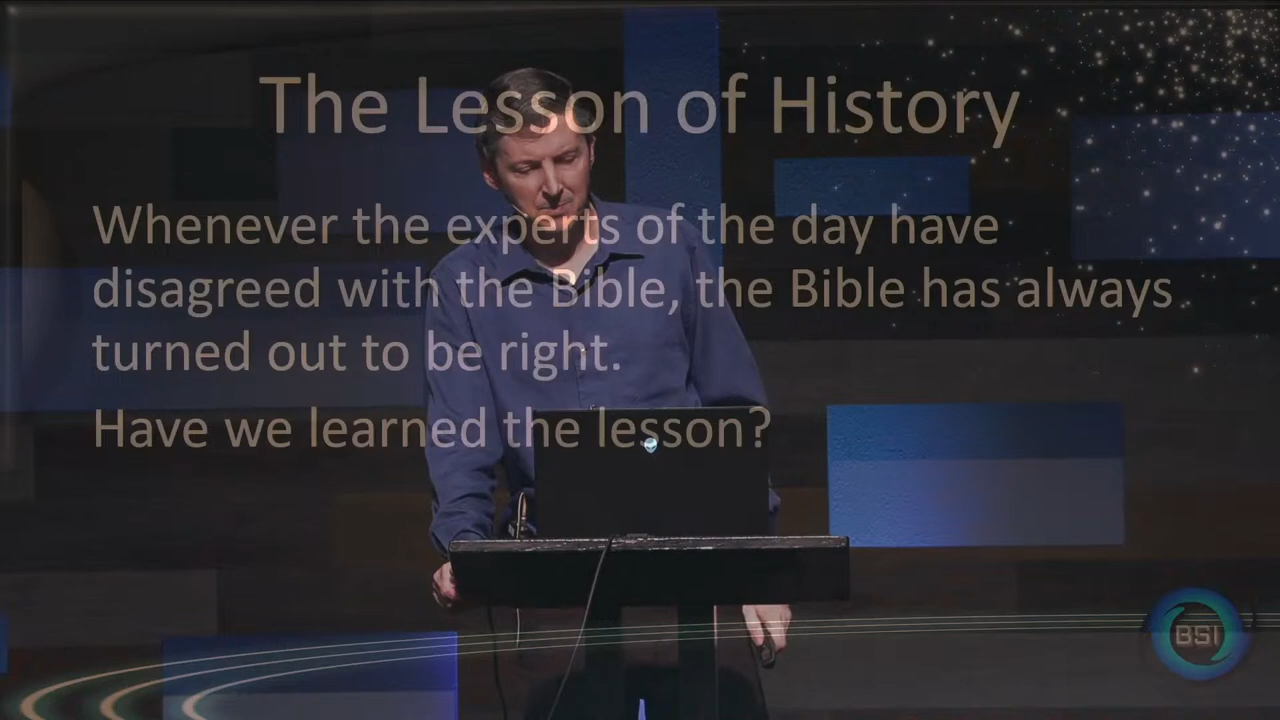 The Lesson of History
Whenever the experts of the day have
disagreed with the Bible, the Bible has always
turned out to be right.
Have we learned the lesson?
BSI